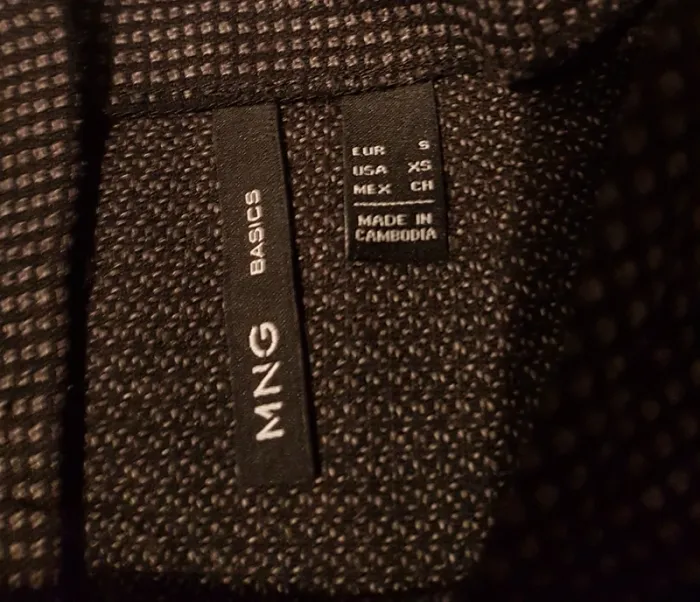 MNG BASICS
EUR S
USA XS
MEX CH
MADE IN
CAMBODIA